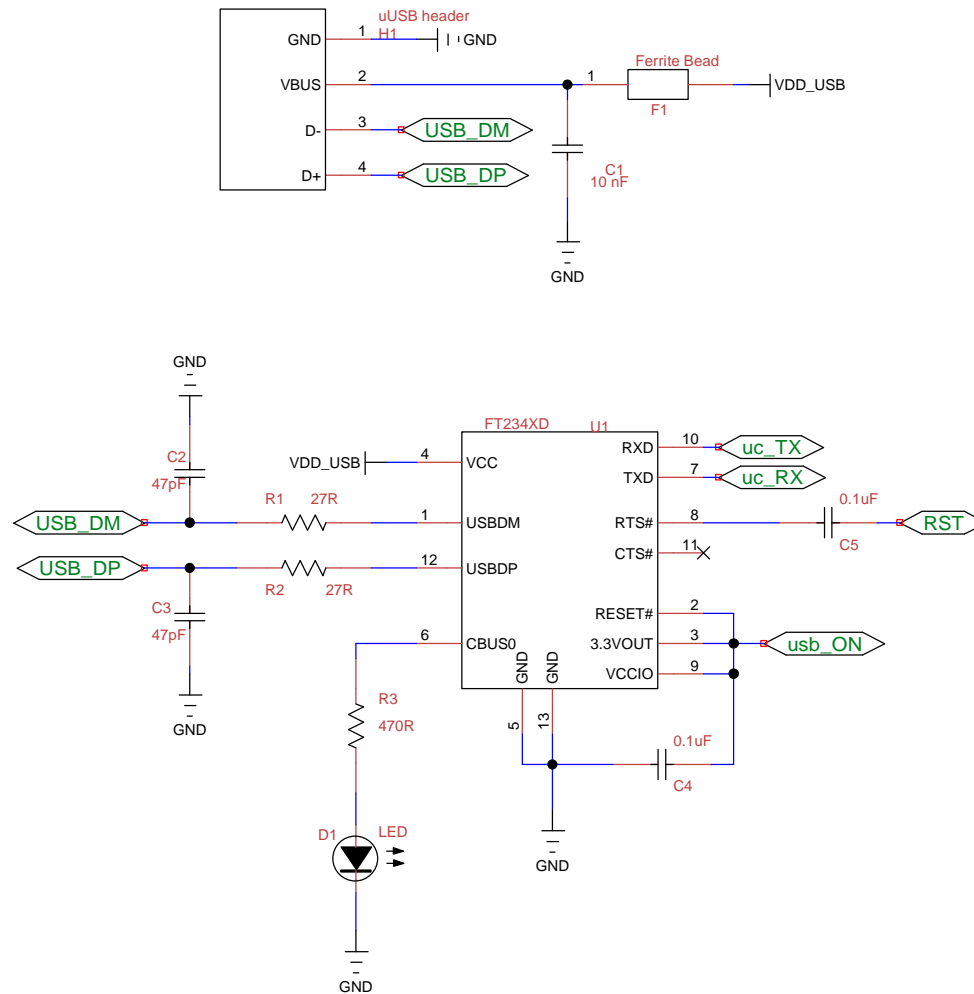 uUSB header
H1
GND 1 GND
VBUS 2
D- 3 USB_DM
D+ 4 USB_DP
Ferrite Bead
1
F1
VDD_USB
C1
10 nF
GND
GND
C2
47pF
USB_DM
R1 27R
USB_DP
R2 27R
C3
47pF
GND
VDD_USB
FT234XD U1
4 VCC
1 USBDM
12 USBDP
6 CBUS0
RXD 10 uc_TX
TXD 7 uc_RX
RTS# 8
0.1uF
C5
RST
CTS# 11
RESET# 2
3.3VOUT 3 usb_ON
VCCIO 9
GND GND
5 13
R3
470R
0.1uF
C4
GND
D1 LED
GND